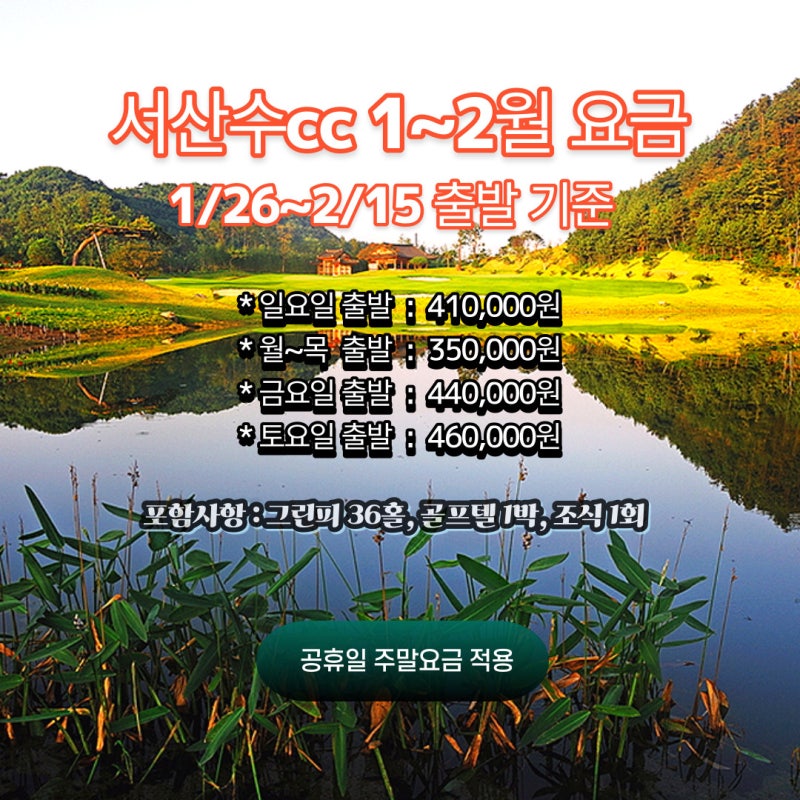 서산수cc 1~2월 요금
1/26~2/15 출발 기준
* 일요일 출발 : 410,000원
* 월~목 출발 : 350,000원
* 금요일 출발 : 440,000원
* 토요일 출발 : 460,000원
포함사항 : 그린피 36홀, 골프텔 1박, 조식 1회
공휴일 주말요금 적용